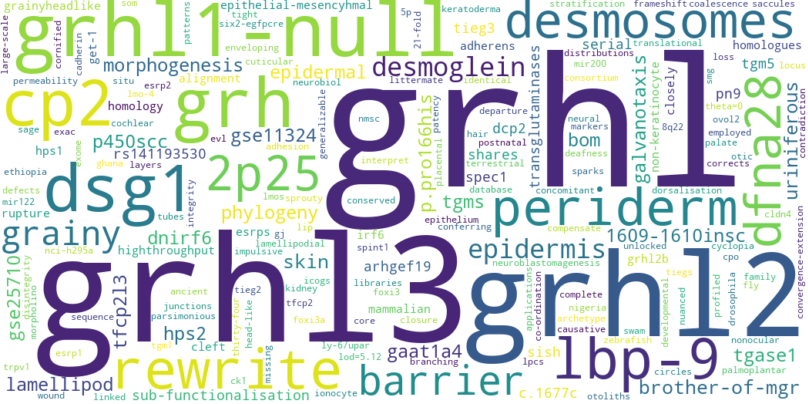 grainyheadlike
som
epithelial-mesencyhmal
5p
keratoderma
stratification
frameshift
coalescence
saccules
large-scale
cornified
cadherin
get-1
patterns
tight
six2-egfpcre
21-fold
tieg3
desmosomes
grhl1-null
enveloping
cuticular
adherens
serial
translational
homologues
permeability
situ
morphogenesis
alignment
epidermal
neurobiol
desmoglein
littermate
identical
transglutaminases
distributions
mir200
consortium
loss
tgm5
locus
cp2
esrp2
lmo-4
homology
grh
generalizable
grhl
departure
galvanotaxis
non-keratinocyte
closely
smg
theta=0
pn9
dfna28
uriniferous
contradiction
sage
exac
cochlear
evl
gse11324
adhesion
nmsc
p.pro166his
patency
placental
hair
dcp2
postnatal
neural
markers
8q22
ovol2
employed
hps1
p450scc
ghana
rs141193530
2p25
interpret
shares
terrestrial
bom
deafness
palate
otic
ethiopia
exome
layers
integrity
lmos
sprouty
conserved
tgms
spec1
database
concomitant
dorsalisation
corrects
defects
mir122
dsg1
tubes
phylogeny
lip
epithelium
conferring
periderm
compensate
cldn4
rupture
grainy
dnirf6
esrps
gj
irf6
spint1
1609-1610insc
nci-h295a
highthroughput
lamellipodial
impulsive
skin
arhgef19
epidermis
unlocked
cyclopia
cpo
gse25710
disintegrity
morpholino
grhl3
ancient
junctions
parsimonious
tieg2
icogs
kidney
tfcp2
libraries
foxi3
mammalian
neuroblastomagenesis
grhl2b
tiegs
family
fly
convergence-extension
tfcp2l3
sequence
hps2
thirty-four
head-like
foxi3a
core
closure
grhl2
applications
co-ordination
complete
nigeria
archetype
causative
developmental
nuanced
profiled
drosophila
nonocular
esrp1
cleft
tgm1
missing
ly-6/upar
lod=5.12
gaat1a4
branching
sish
lbp-9
swam
zebrafish
circles
tgase1
trpv1
lamellipod
rewrite
ck1
ionocyte
barrier
lpcs
c.1677c
otoliths
palmoplantar
brother-of-mgr
wound
linked
sub-functionalisation